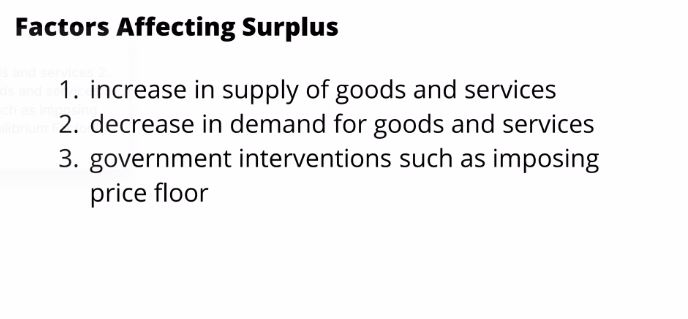 Factors Affecting Surplus
1. increase in supply of goods and services
2. decrease in demand for goods and services
3. government interventions such as imposing
price floor